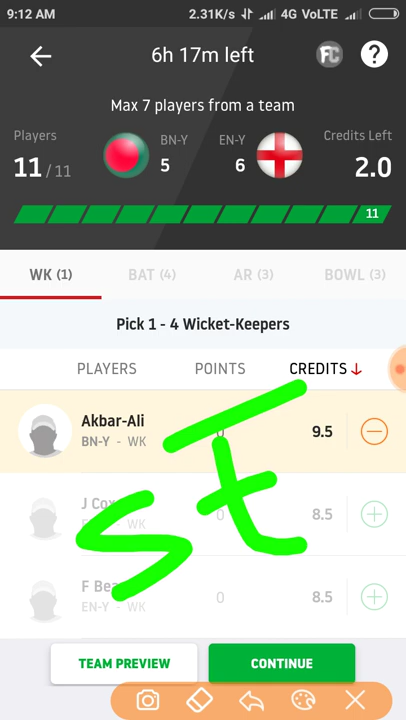 9:12 AM 2.31K/s 4G VoLTE
6h 17m left FC ?
Max 7 players from a team
Players BN-Y EN-Y Credits Left
11 / 11 5 6 2.0
11
WK (1) BAT (4) AR (3) BOWL (3)
Pick 1 - 4 Wicket-Keepers
PLAYERS POINTS CREDITS
Akbar-Ali 0 9.5
BN-Y - WK
J Cox 0 8.5
EN-Y - WK
F Bea 0 8.5
EN-Y - WK
TEAM PREVIEW CONTINUE